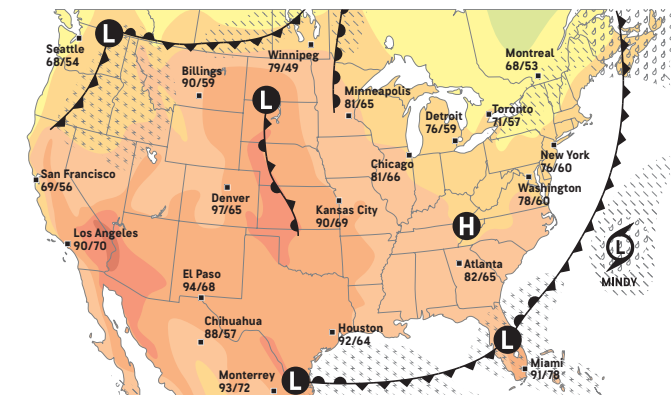 L
Seattle
68/54
Winnipeg
79/49
Montreal
68/53
Billings
90/59
L
Minneapolis
81/65
Detroit
76/59
Toronto
71/57
Chicago
81/66
New York
76/60
San Francisco
69/56
Denver
97/65
Kansas City
90/69
Washington
78/60
H
Los Angeles
90/70
L
MINDY
Atlanta
82/65
El Paso
94/68
Chihuahua
88/57
Houston
92/64
L
Miami
91/78
Monterrey
93/72
L